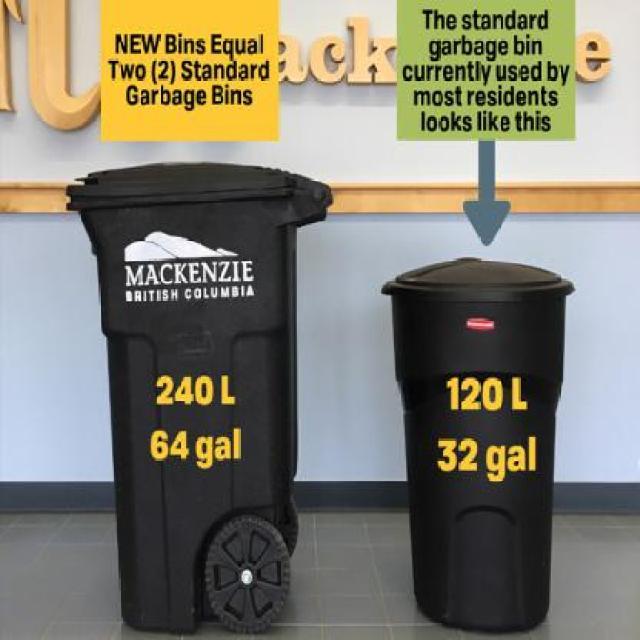 NEW Bins Equal
Two (2) Standard
Garbage Bins
The standard
garbage bin
currently used by
most residents
looks like this
MACKENZIE
BRITISH COLUMBIA
240 L
64 gal
120 L
32 gal